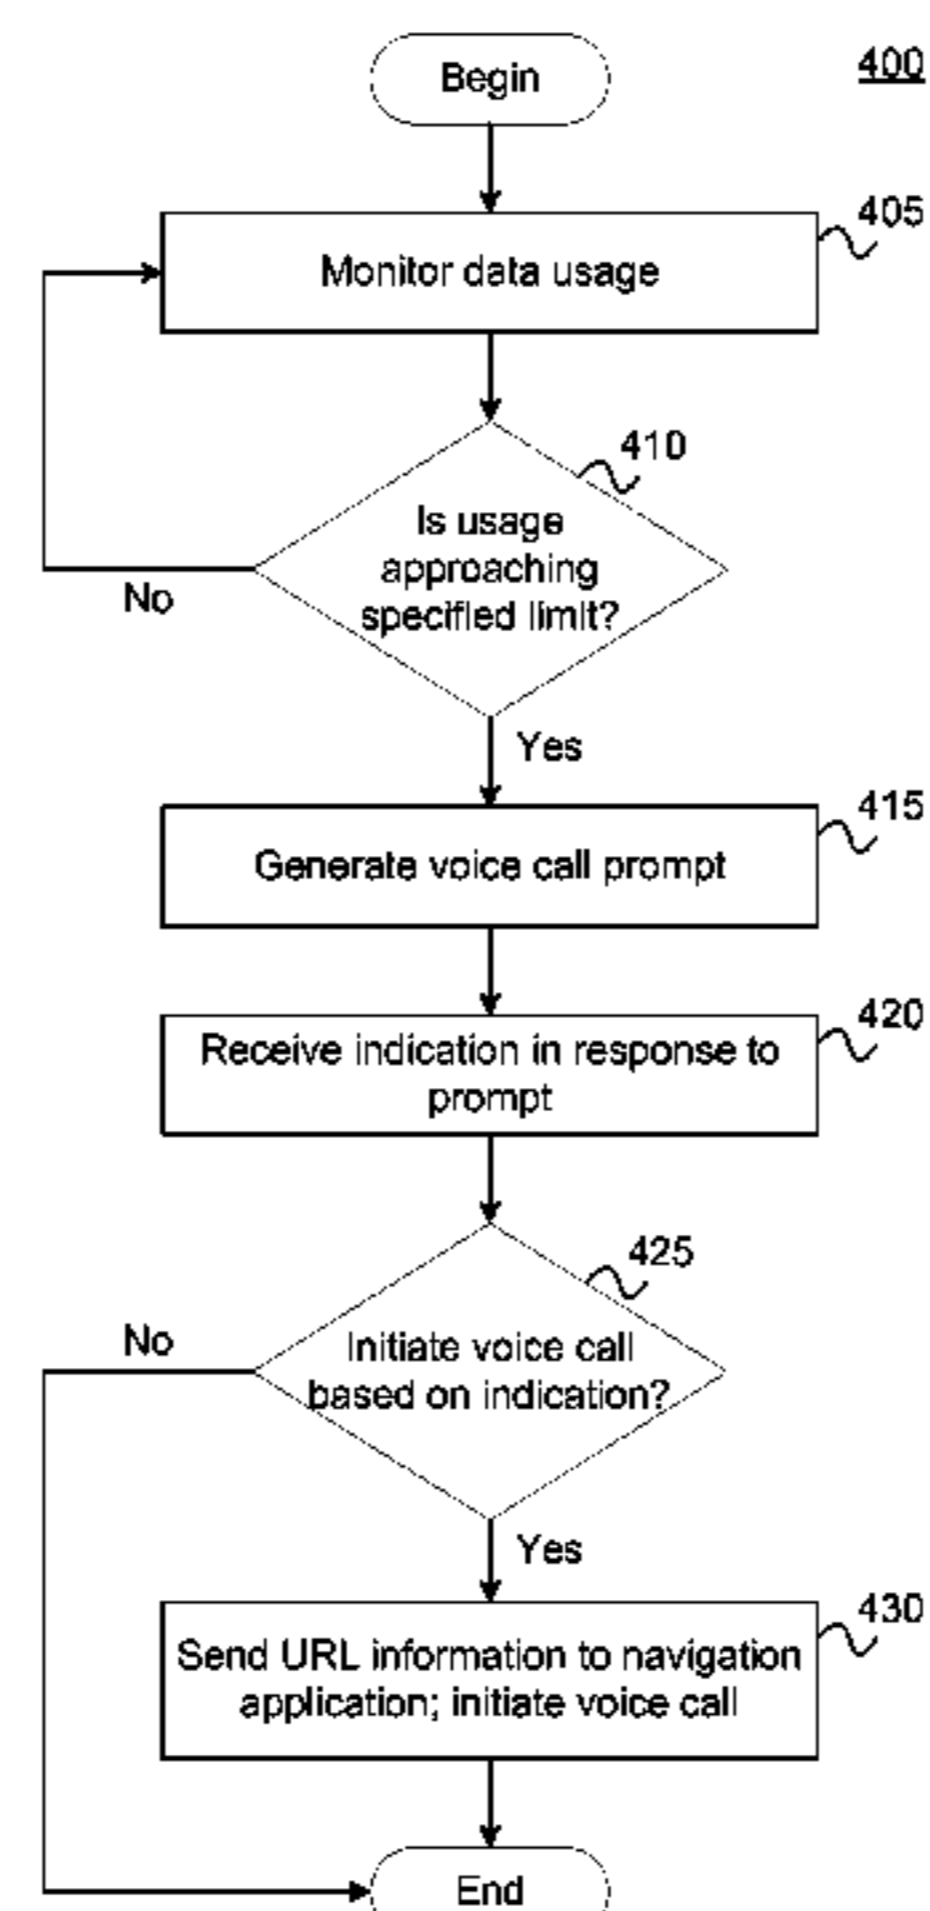 Begin
400
405
Monitor data usage
410
Is usage
approaching
specified limit?
No
Yes
415
Generate voice call prompt
420
Receive indication in response to
prompt
425
No
Initiate voice call
based on indication?
Yes
430
Send URL information to navigation
application; initiate voice call
End